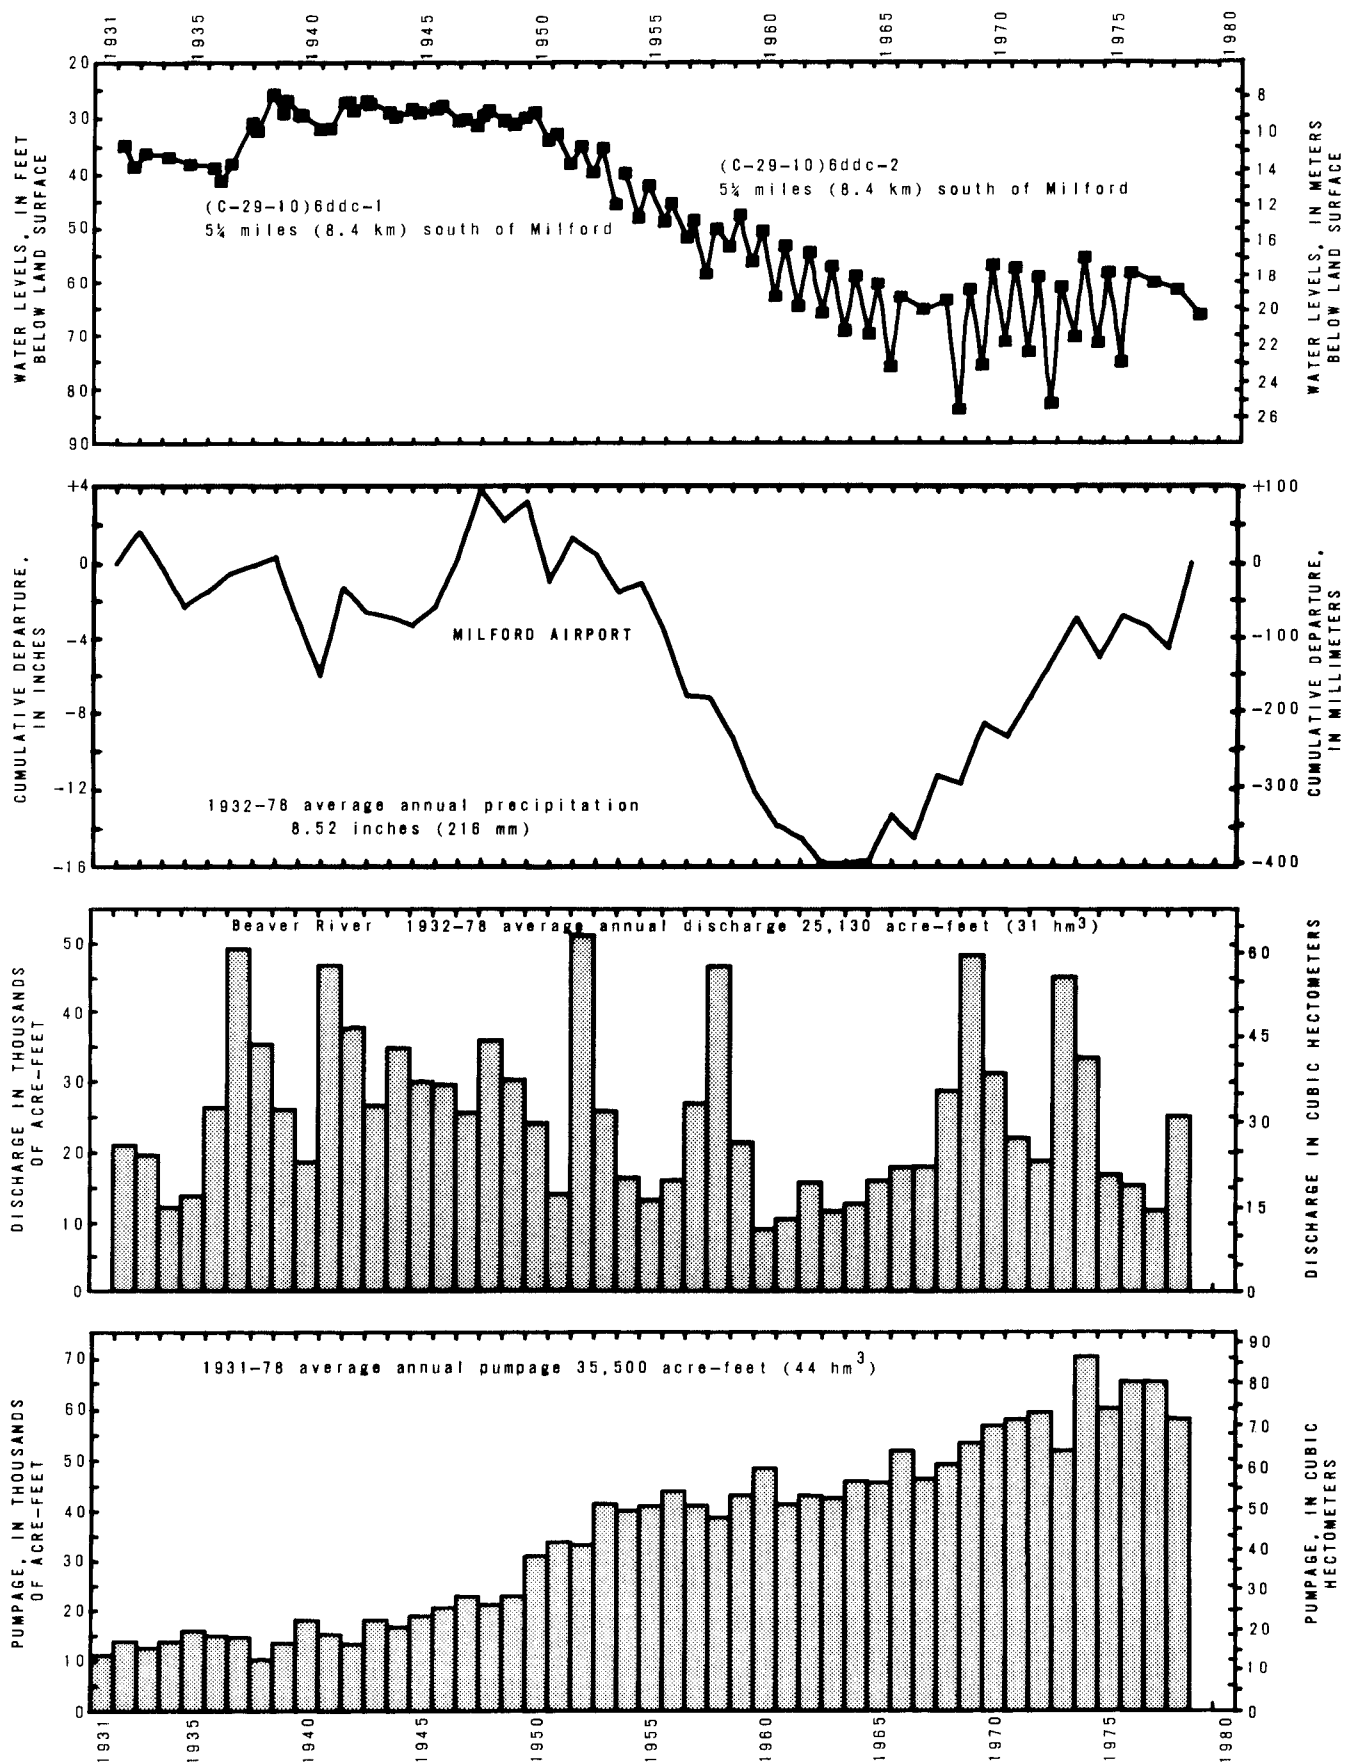 1931 1935 1940 1945 1950 1955 1960 1965 1970 1975 1980
WATER LEVELS, IN FEET
BELOW LAND SURFACE
20
30
40
50
60
70
80
90
(C-29-10)6ddc-1
5¼ miles (8.4 km) south of Milford
(C-29-10)6ddc-2
5¼ miles (8.4 km) south of Milford
8
10
14
12
16
18
20
22
24
26
WATER LEVELS, IN METERS
BELOW LAND SURFACE
CUMULATIVE DEPARTURE,
IN INCHES
+4
0
-4
-8
-12
-16
MILFORD AIRPORT
1932-78 average annual precipitation
8.52 inches (216 mm)
+100
0
-100
-200
-300
-400
CUMULATIVE DEPARTURE,
IN MILLIMETERS
DISCHARGE IN THOUSANDS
OF ACRE-FEET
50
40
30
20
10
0
Beaver River 1932-78 average annual discharge 25,130 acre-feet (31 hm³)
60
45
30
15
0
DISCHARGE IN CUBIC HECTOMETERS
PUMPAGE, IN THOUSANDS
OF ACRE-FEET
70
60
50
40
30
20
10
0
1931-78 average annual pumpage 35,500 acre-feet (44 hm³)
90
80
70
60
50
40
30
20
10
0
PUMPAGE, IN CUBIC
HECTOMETERS
1931 1935 1940 1945 1950 1955 1960 1965 1970 1975 1980